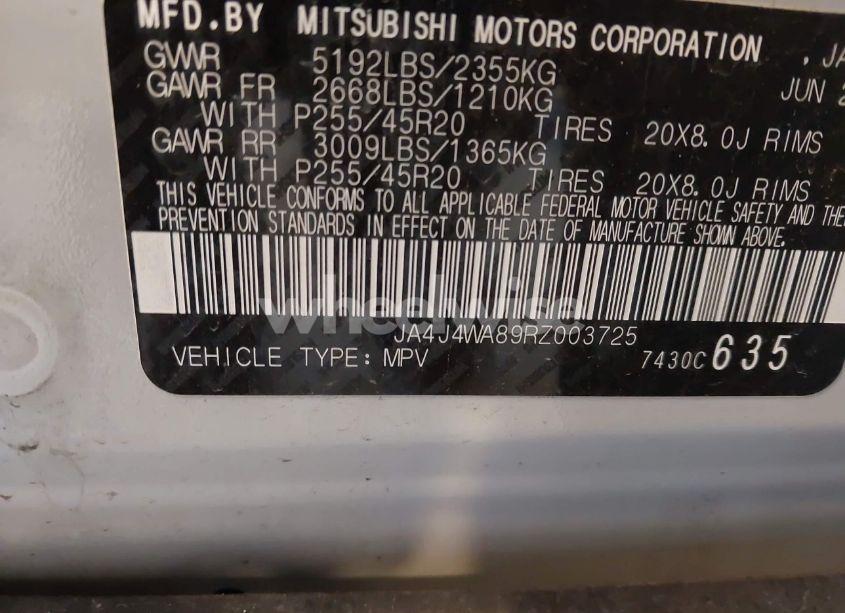 MFD.BY MITSUBISHI MOTORS CORPORATION
GVWR 5192LBS/2355KG JUN
GAWR FR 2668LBS/1210KG
WITH P255/45R20 TIRES 20X8.0J RIMS
GAWR RR 3009LBS/1365KG
WITH P255/45R20 TIRES 20X8.0J RIMS
THIS VEHICLE CONFORMS TO ALL APPLICABLE FEDERAL MOTOR VEHICLE SAFETY AND
PREVENTION STANDARDS IN EFFECT ON THE DATE OF MANUFACTURE SHOWN ABOVE.
wheelwise
JA4J4WA89RZ003725
VEHICLE TYPE: MPV 7430C 635